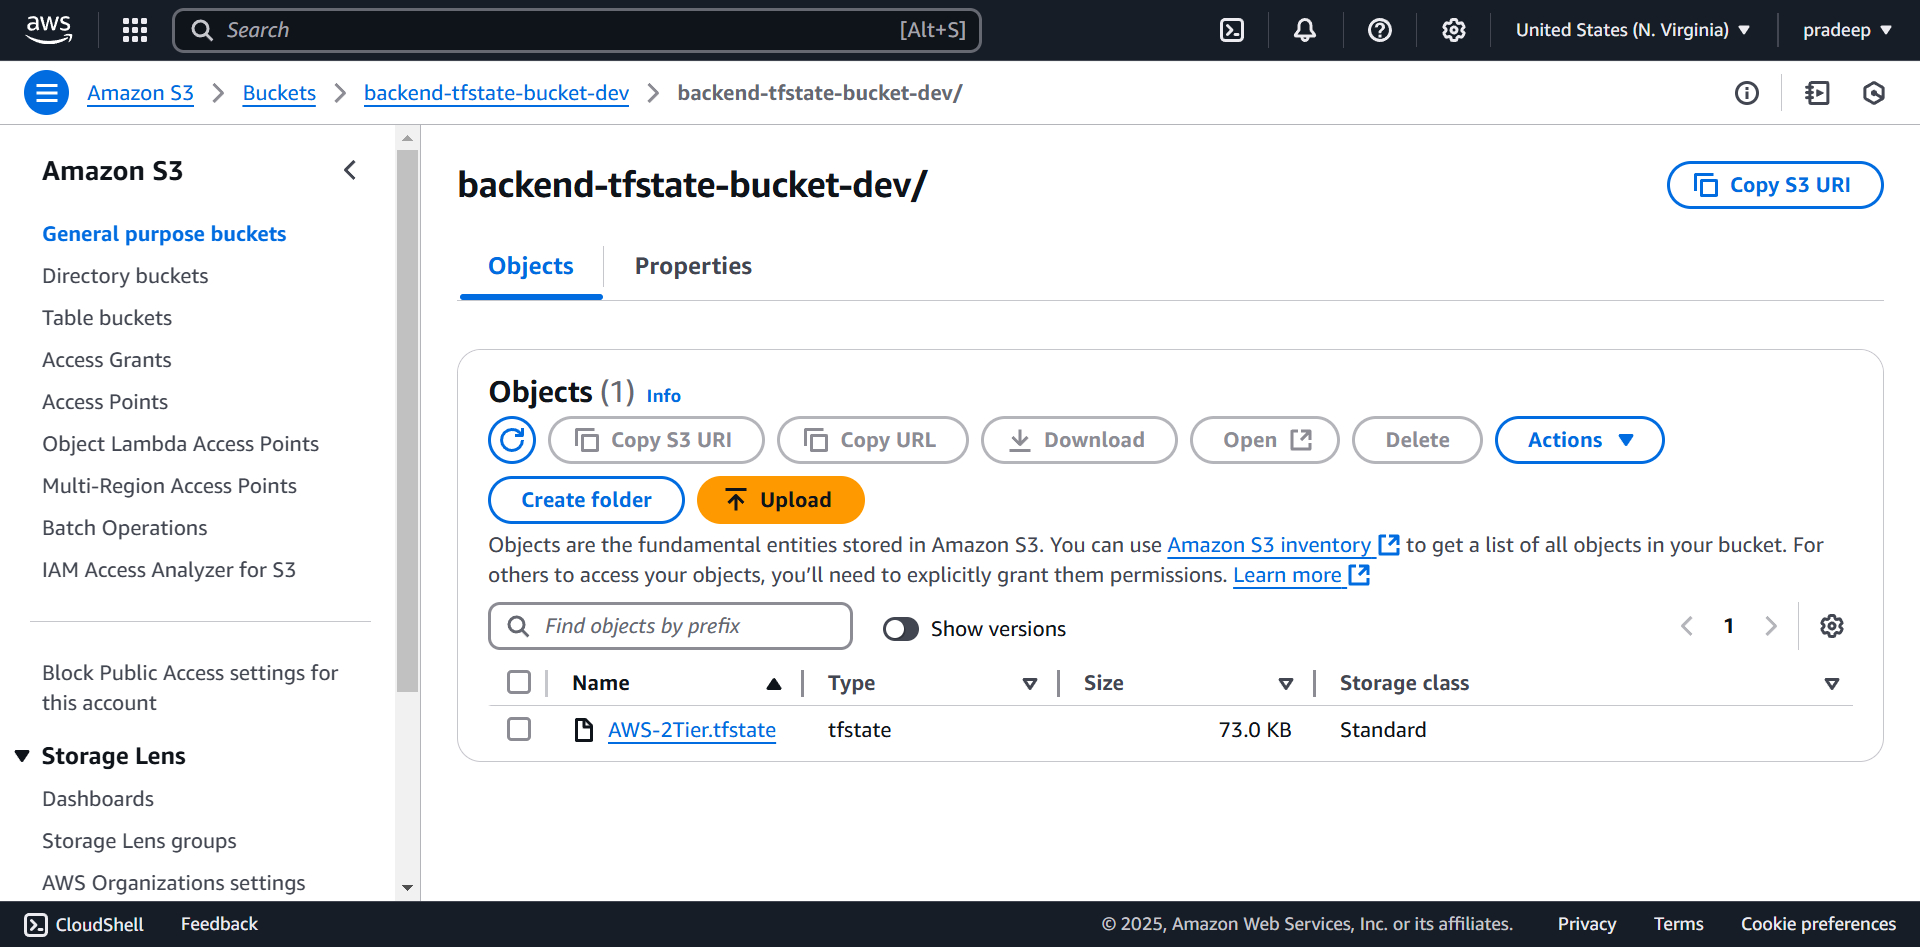 aws
Search [Alt+S]
United States (N. Virginia)
pradeep
Amazon S3
Buckets
backend-tfstate-bucket-dev
backend-tfstate-bucket-dev/
Amazon S3
General purpose buckets
Directory buckets
Table buckets
Access Grants
Access Points
Object Lambda Access Points
Multi-Region Access Points
Batch Operations
IAM Access Analyzer for S3
Block Public Access settings for
this account
Storage Lens
Dashboards
Storage Lens groups
AWS Organizations settings
backend-tfstate-bucket-dev/
Copy S3 URI
Objects
Properties
Objects (1) Info
Copy S3 URI
Copy URL
Download
Open
Delete
Actions
Create folder
Upload
Objects are the fundamental entities stored in Amazon S3. You can use Amazon S3 inventory to get a list of all objects in your bucket. For
others to access your objects, you’ll need to explicitly grant them permissions. Learn more
Find objects by prefix
Show versions
1
Name Type Size Storage class
AWS-2Tier.tfstate tfstate 73.0 KB Standard
CloudShell Feedback © 2025, Amazon Web Services, Inc. or its affiliates. Privacy Terms Cookie preferences